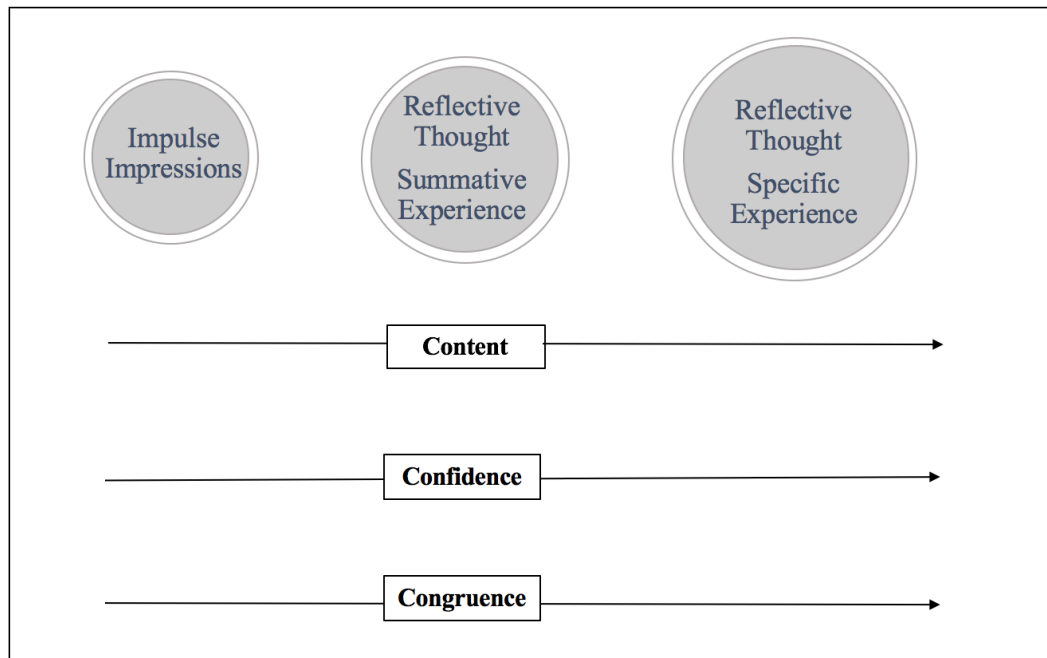 Impulse
Impressions
Reflective
Thought
Summative
Experience
Reflective
Thought
Specific
Experience
Content
Confidence
Congruence